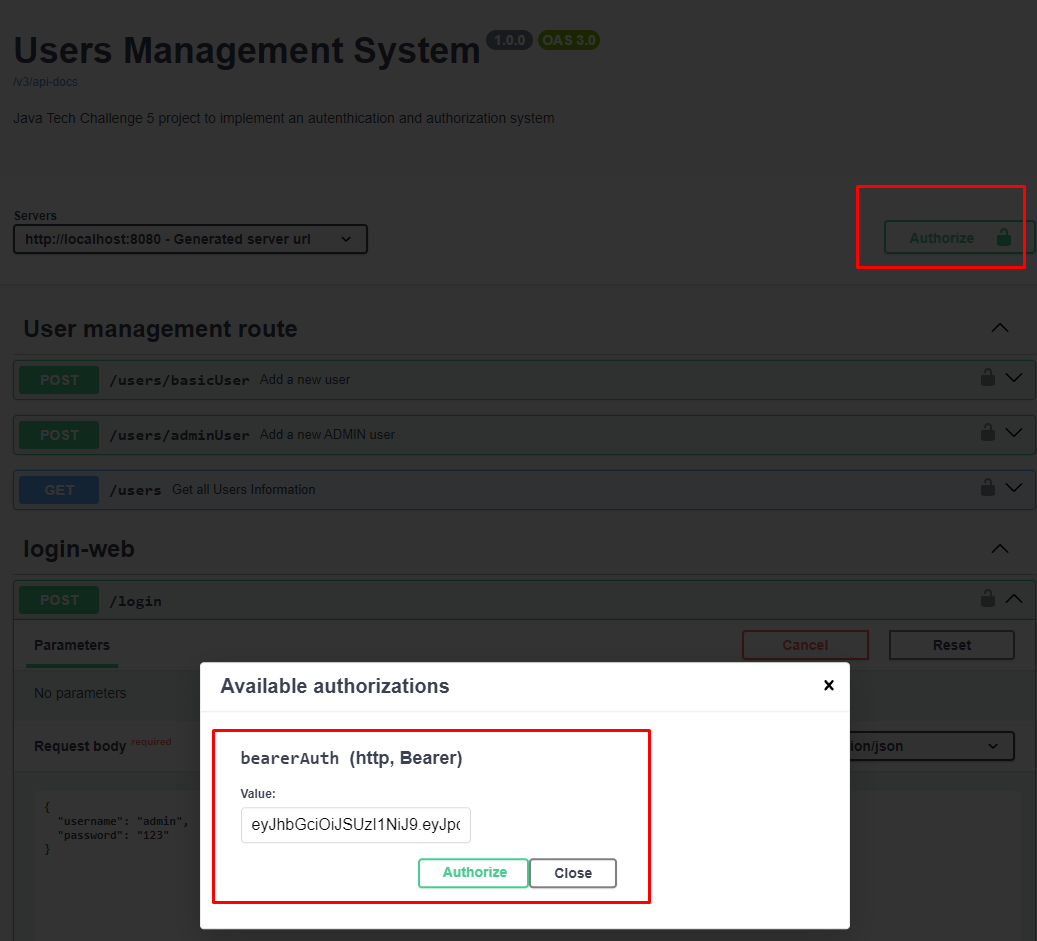 Users Management System 1.0.0 OAS 3.0
/v3/api-docs
Java Tech Challenge 5 project to implement an autenthication and authorization system
Servers
http://localhost:8080 - Generated server url
Authorize
User management route
POST /users/basicUser Add a new user
POST /users/adminUser Add a new ADMIN user
GET /users Get all Users Information
login-web
POST /login
Parameters
Cancel Reset
No parameters
Request body required
ion/json
{
"username": "admin",
"password": "123"
}
Available authorizations
bearerAuth (http, Bearer)
Value:
eyJhbGciOiJSUzI1NiJ9.eyJpc
Authorize Close